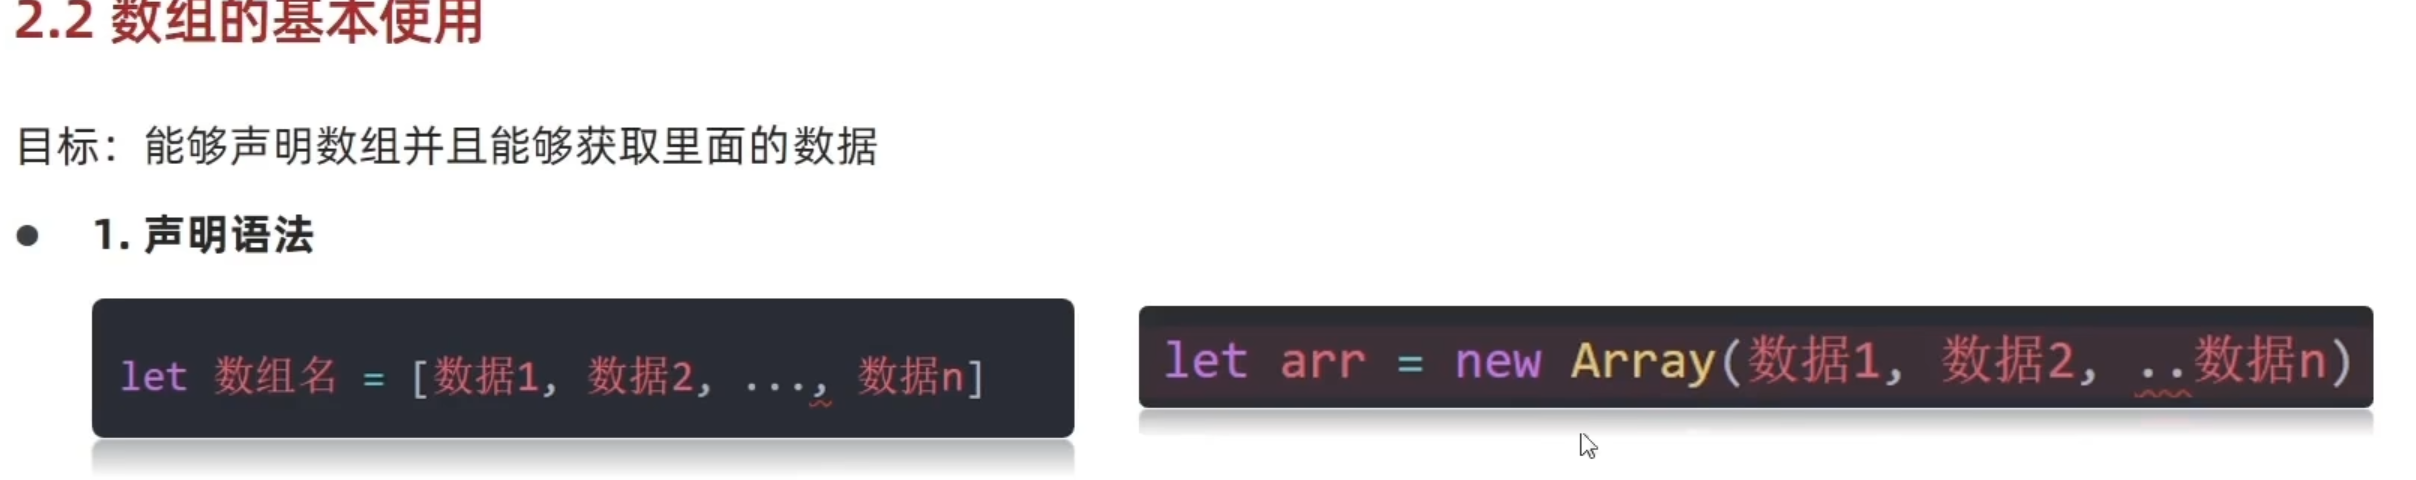 2.2 数组的基本使用
目标：能够声明数组并且能够获取里面的数据
● 1. 声明语法
let 数组名 = [数据1, 数据2, ..., 数据n]
let arr = new Array(数据1, 数据2, ..数据n)